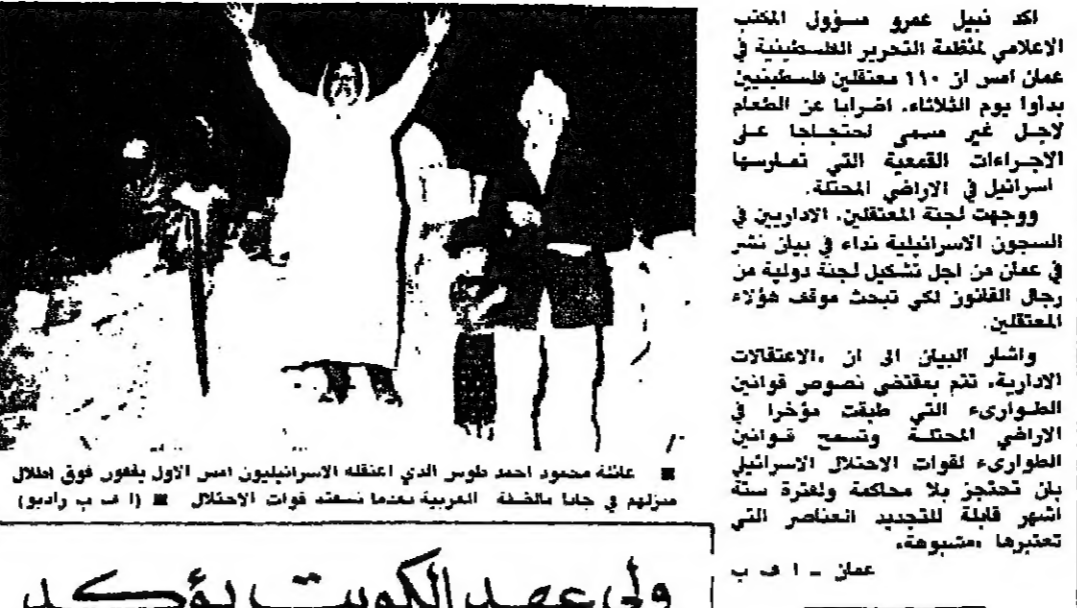 اكد نبيل عمرو مسؤول المكتب
الاعلامي لمنظمة التحرير الفلسطينية في
عمان امس ان ١١٠ معتقلين فلسطينيين
بدأوا يوم الثلاثاء، اضرابا عن الطعام
لاجل غير مسمى احتجاجا على
الاجراءات القمعية التي تمارسها
اسرائيل في الاراضي المحتلة.
ووجهت لجنة المعتقلين، الاداريين في
السجون الاسرائيلية نداء في بيان نشر
في عمان من اجل تشكيل لجنة دولية من
رجال القانون لكي تبحث موقف هؤلاء
المعتقلين.
واشار البيان الى ان «الاعتقالات
الادارية» تتم بمقتضى نصوص قوانين
الطوارىء التي طبقت مؤخرا في
الاراضي المحتلة وتسمح قوانين
الطوارىء لقوات الاحتلال الاسرائيلي
بان تحتجز بلا محاكمة ولفترة ستة
اشهر قابلة للتجديد العناصر التي
تعتبرها «مشبوهة»
عمان ـ ا ف ب
عائلة محمود احمد طوس الذي اعتقله الاسرائيليون امس الاول يقفون فوق اطلال
منزلهم في جابا بالضفة الغربية بعدما نسفته قوات الاحتلال (ا ف ب راديو)
ولي عهد الكويت يؤكد